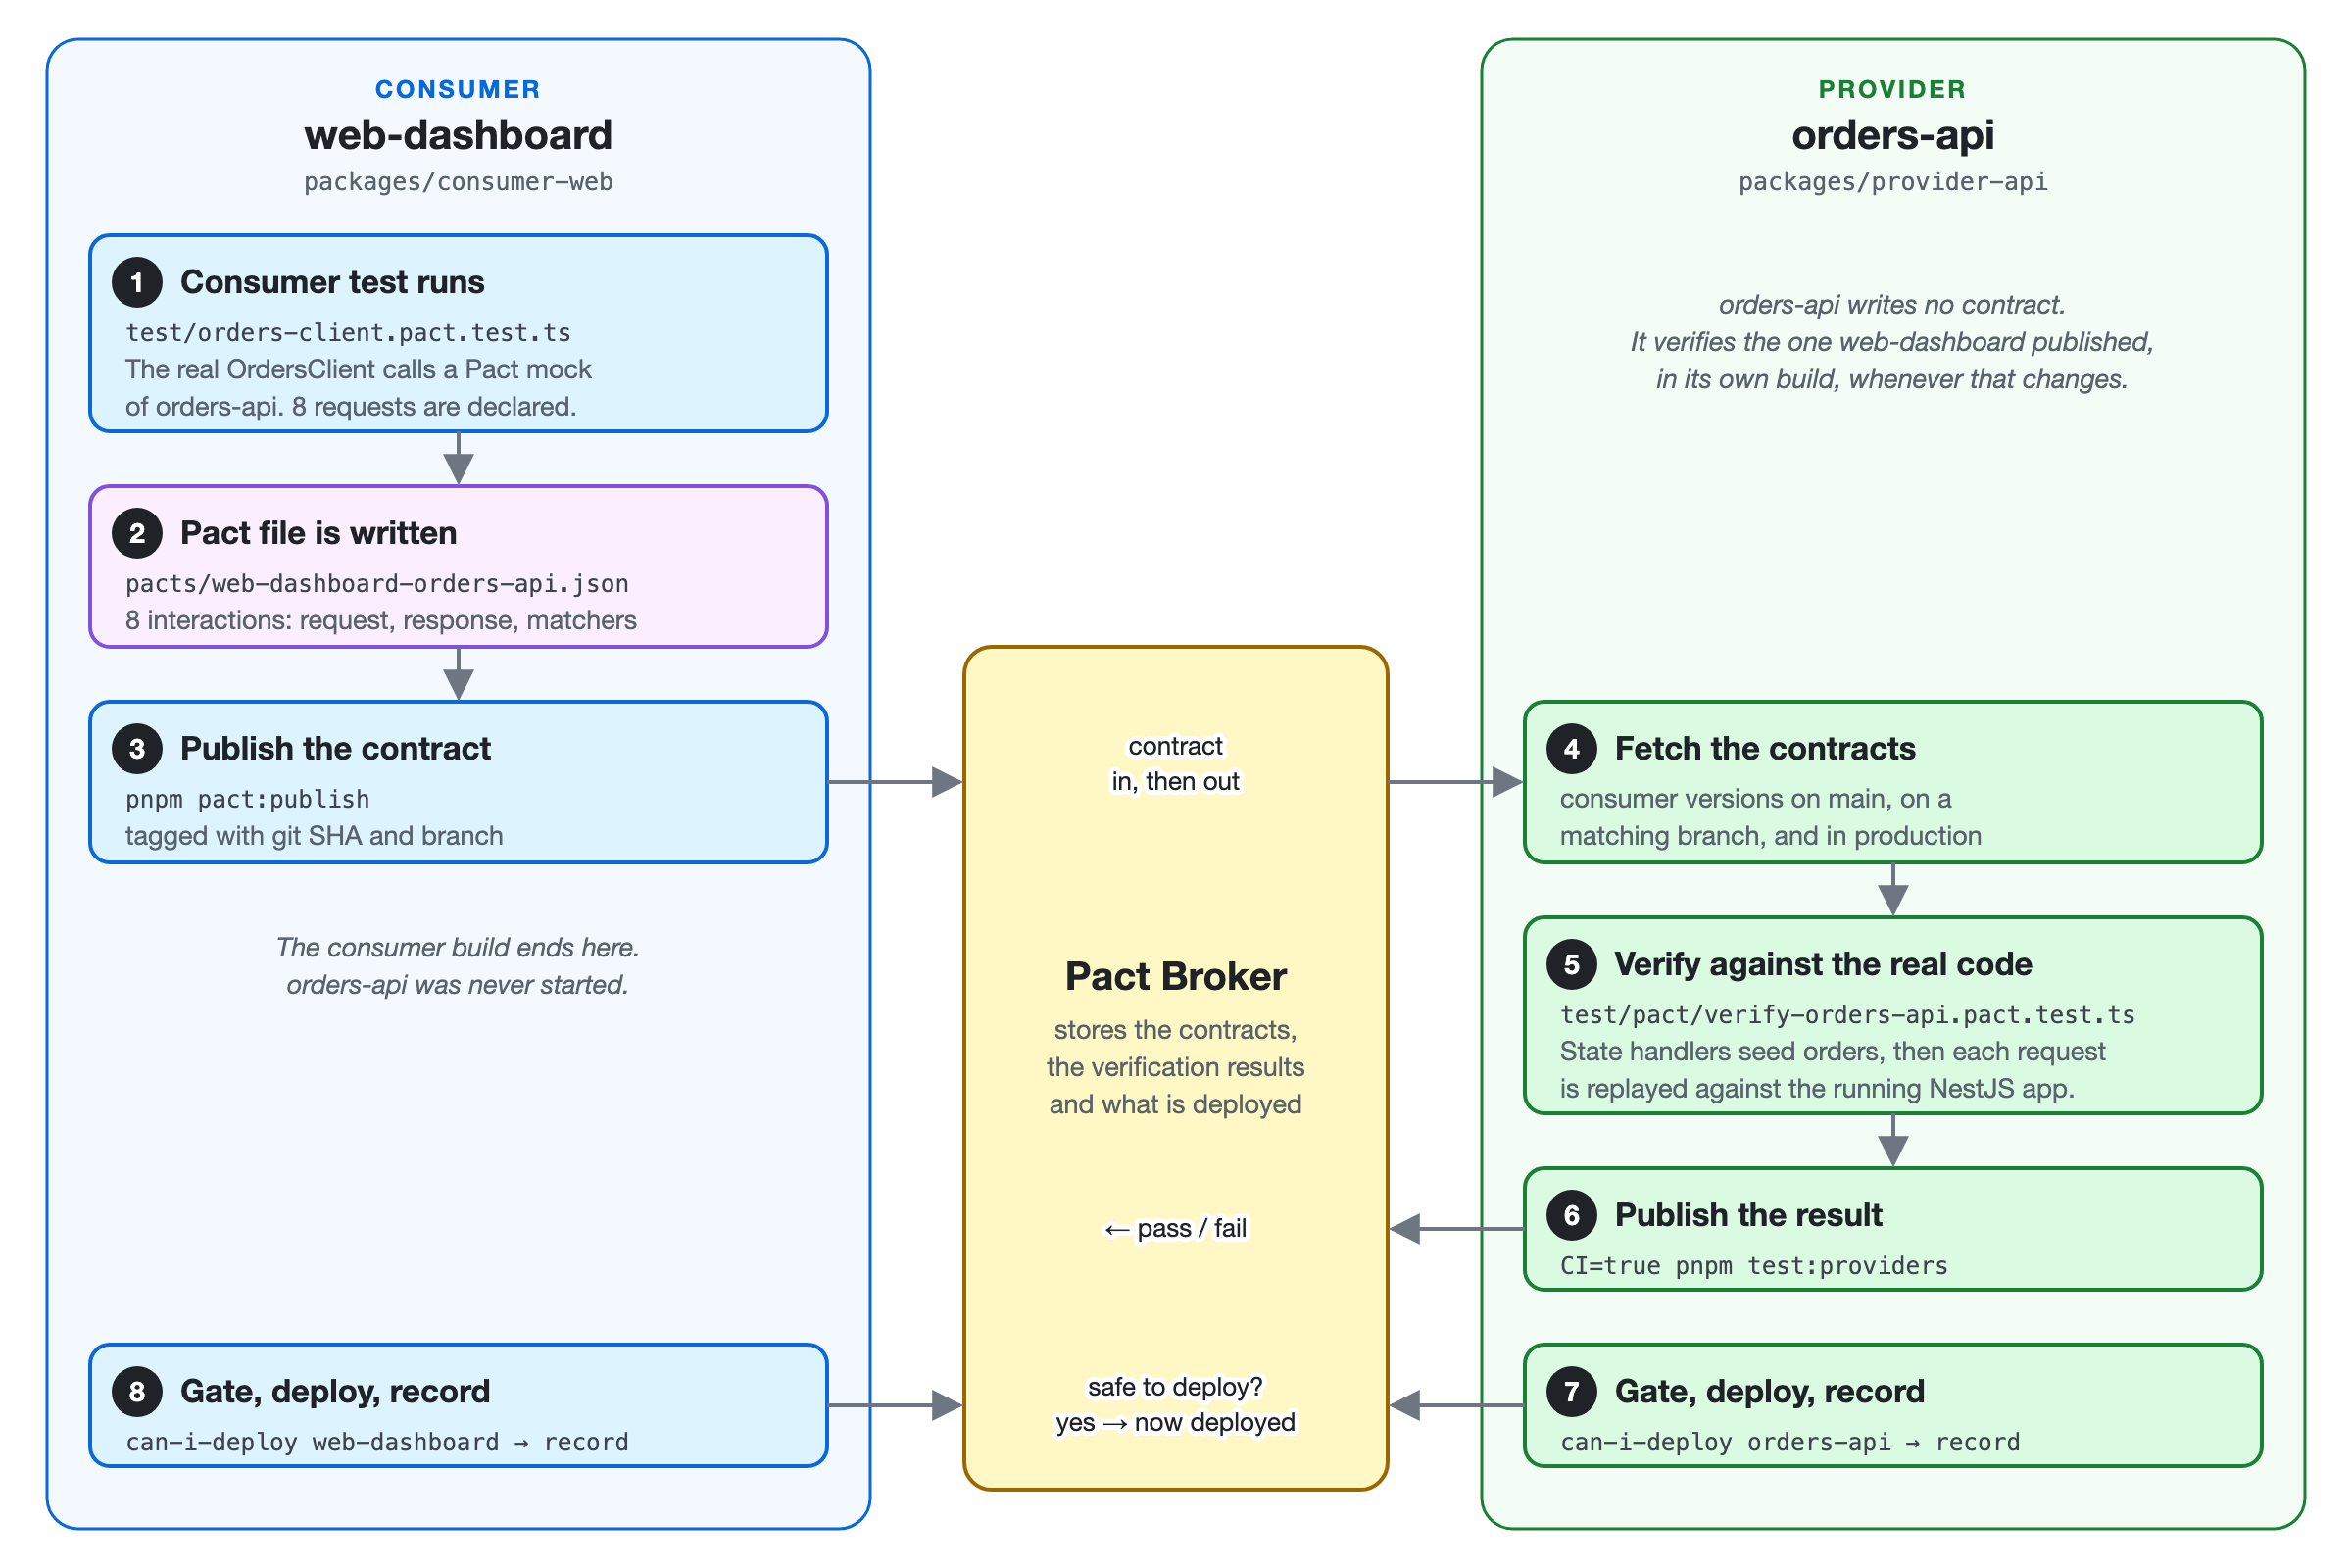 CONSUMER
web-dashboard
packages/consumer-web
1 Consumer test runs
test/orders-client.pact.test.ts
The real OrdersClient calls a Pact mock
of orders-api. 8 requests are declared.
2 Pact file is written
pacts/web-dashboard-orders-api.json
8 interactions: request, response, matchers
3 Publish the contract
pnpm pact:publish
tagged with git SHA and branch
The consumer build ends here.
orders-api was never started.
8 Gate, deploy, record
can-i-deploy web-dashboard → record
contract
in, then out
Pact Broker
stores the contracts,
the verification results
and what is deployed
← pass / fail
safe to deploy?
yes → now deployed
PROVIDER
orders-api
packages/provider-api
orders-api writes no contract.
It verifies the one web-dashboard published,
in its own build, whenever that changes.
4 Fetch the contracts
consumer versions on main, on a
matching branch, and in production
5 Verify against the real code
test/pact/verify-orders-api.pact.test.ts
State handlers seed orders, then each request
is replayed against the running NestJS app.
6 Publish the result
CI=true pnpm test:providers
7 Gate, deploy, record
can-i-deploy orders-api → record